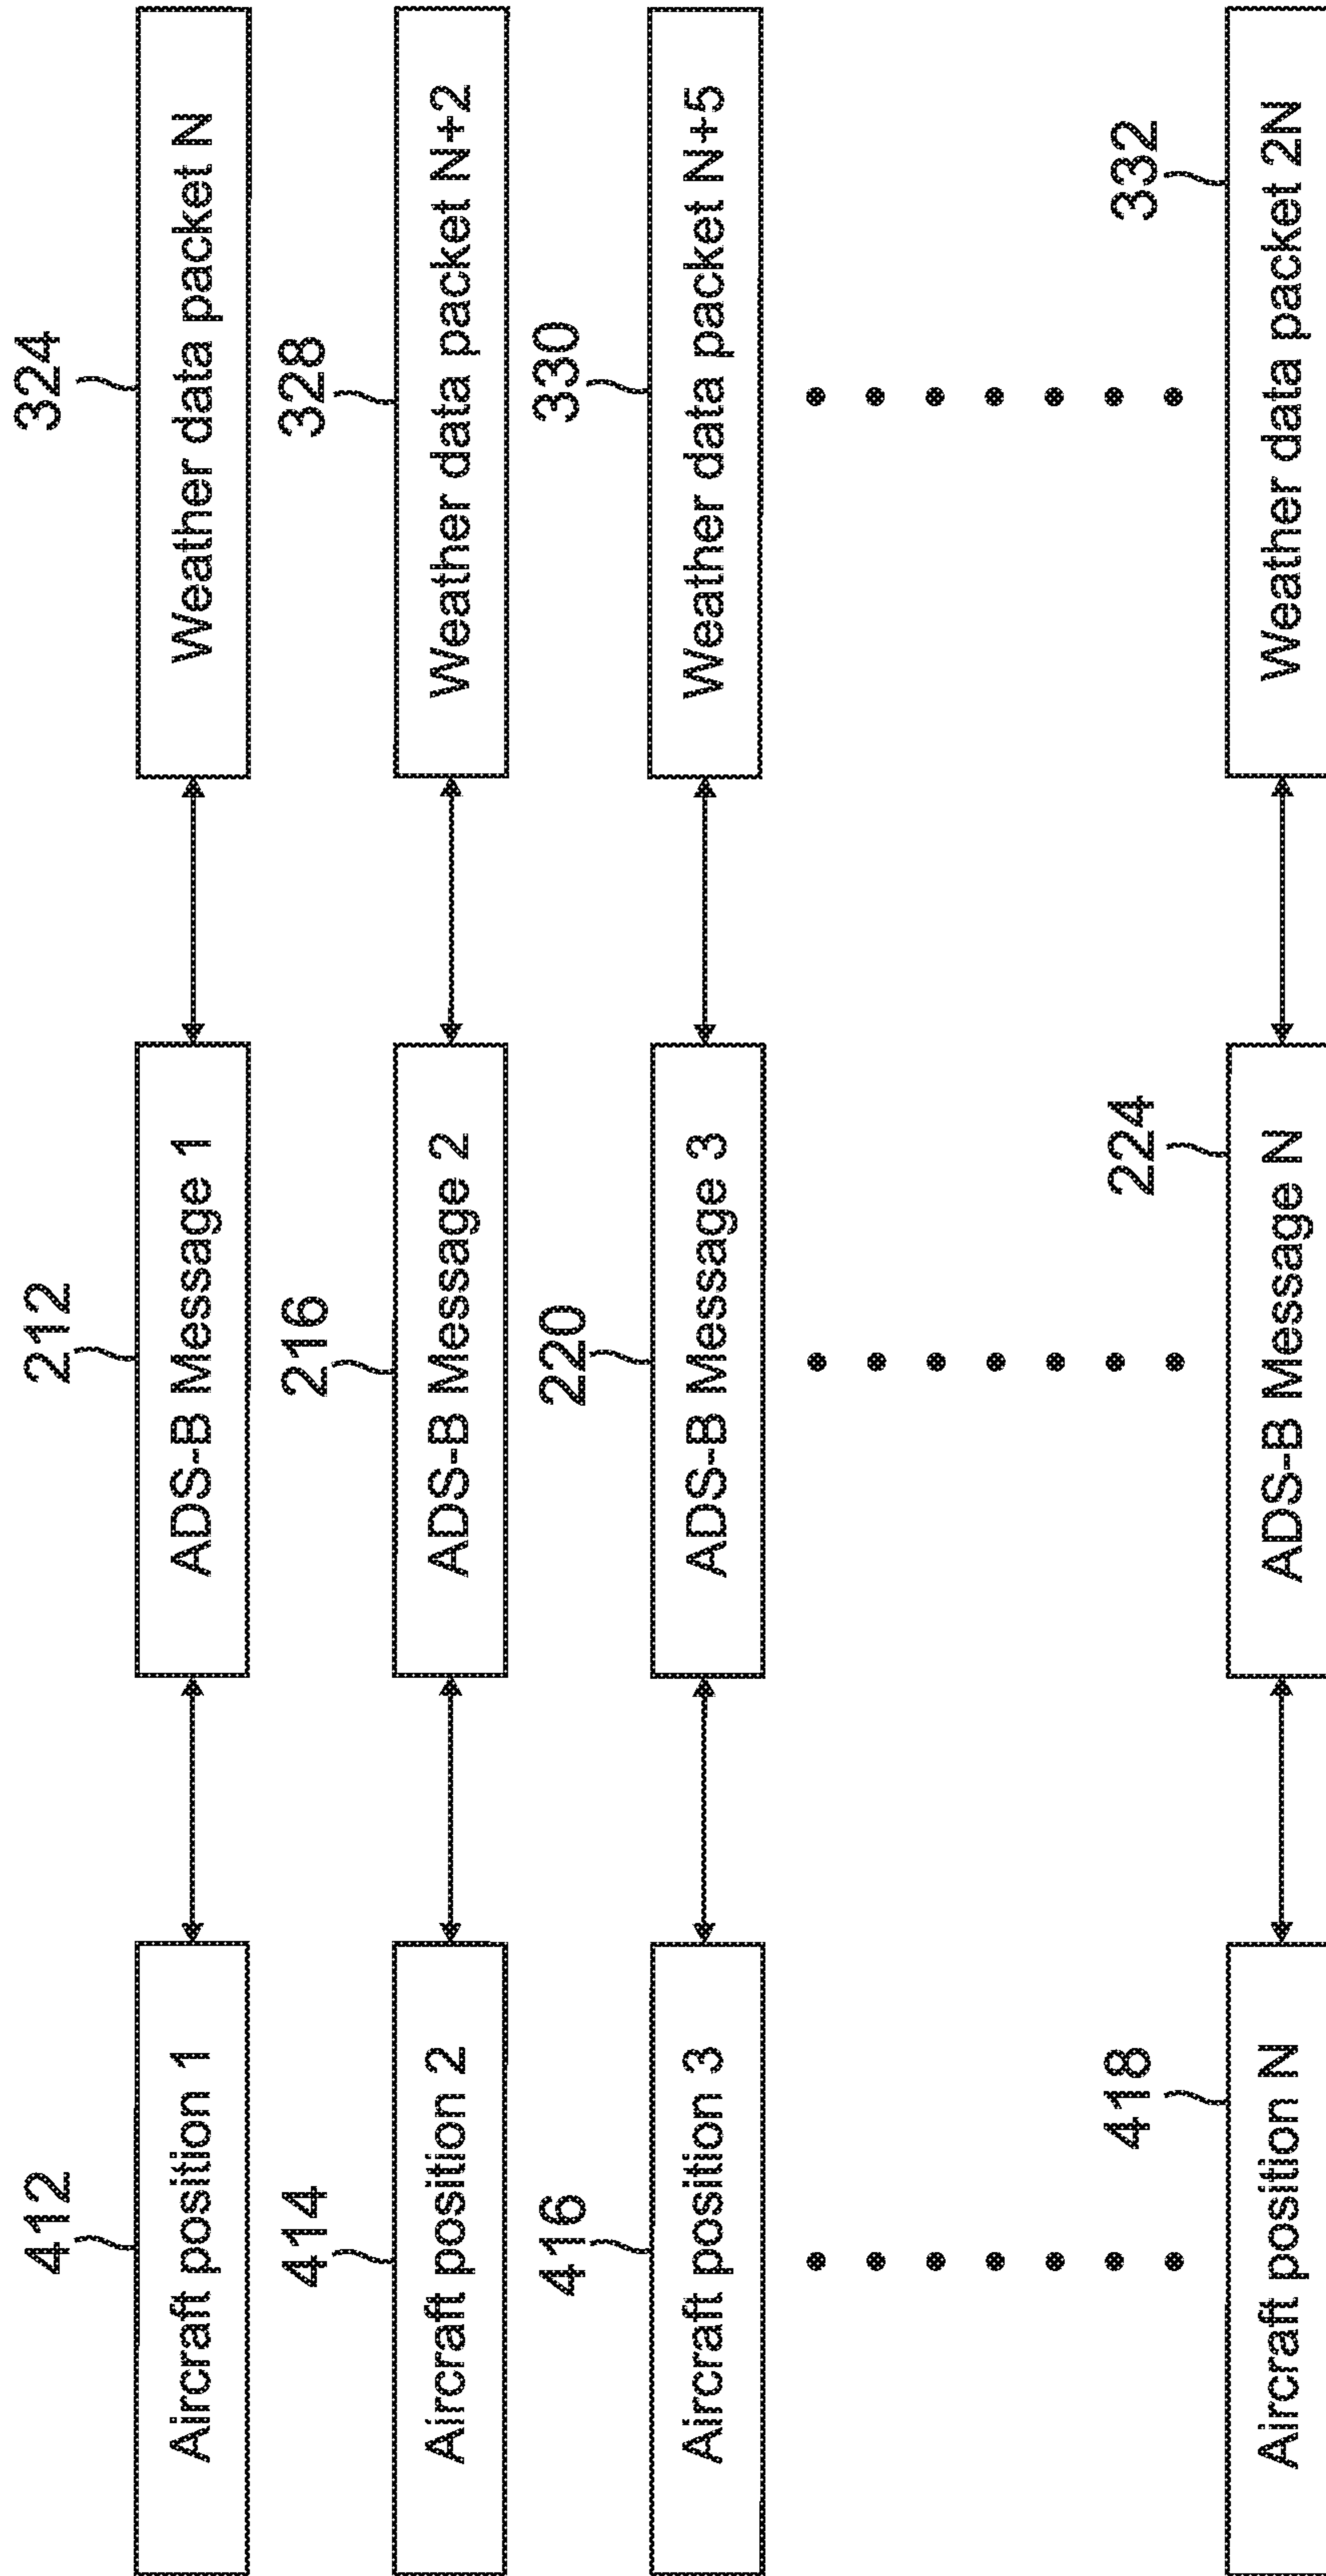 412
Aircraft position 1
212
ADS-B Message 1
324
Weather data packet N
414
Aircraft position 2
216
ADS-B Message 2
328
Weather data packet N+2
416
Aircraft position 3
220
ADS-B Message 3
330
Weather data packet N+5
418
Aircraft position N
224
ADS-B Message N
332
Weather data packet 2N